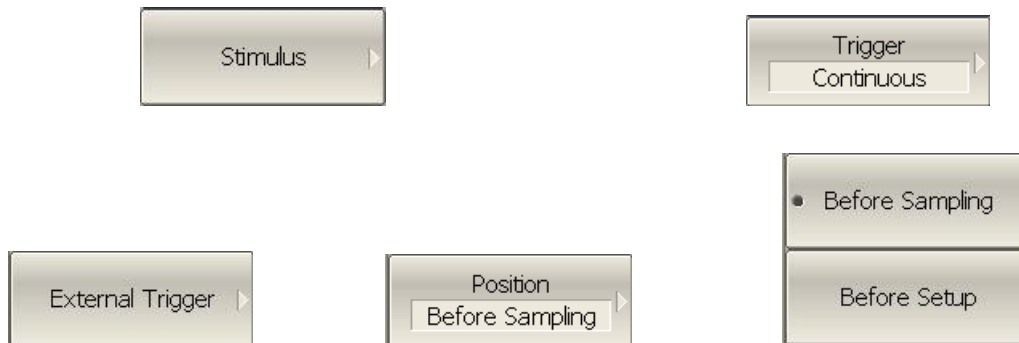 Stimulus
Trigger
Continuous
Before Sampling
External Trigger
Position
Before Sampling
Before Setup